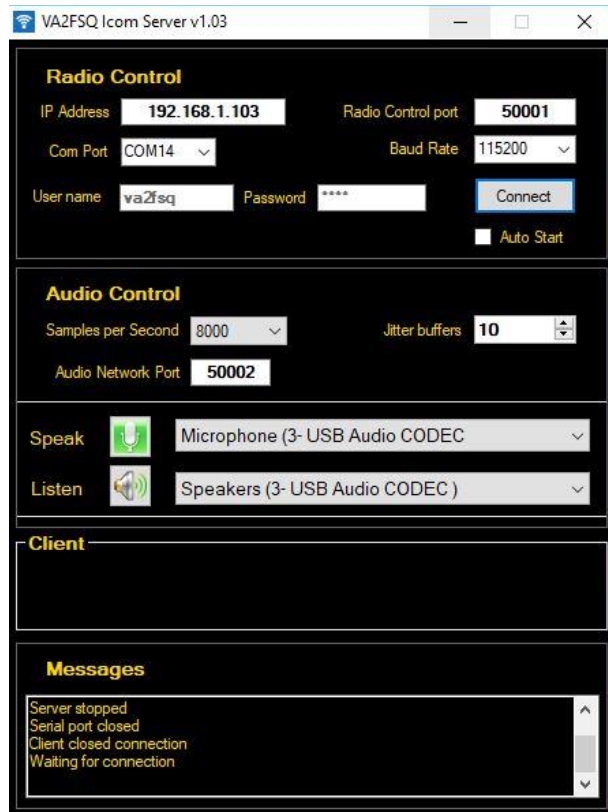 VA2FSQ Icom Server v1.03
Radio Control
IP Address 192.168.1.103 Radio Control port 50001
Com Port COM14 Baud Rate 115200
User name va2fsq Password **** Connect
Auto Start
Audio Control
Samples per Second 8000 Jitter buffers 10
Audio Network Port 50002
Speak Microphone (3- USB Audio CODEC
Listen Speakers (3- USB Audio CODEC )
Client
Messages
Server stopped
Serial port closed
Client closed connection
Waiting for connection